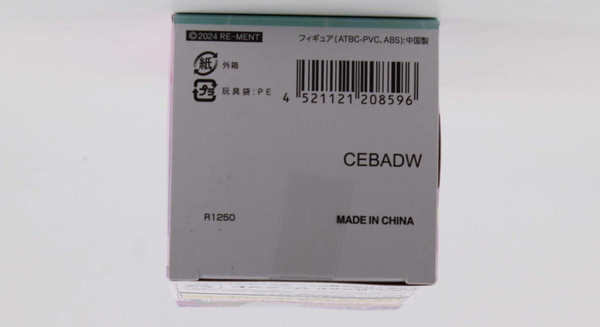 ©2024 RE-MENT
フィギュア(ATBC-PVC、ABS):中国製
紙 外箱
プラ 玩具袋:PE
4 521121 208596
CEBADW
R1250
MADE IN CHINA